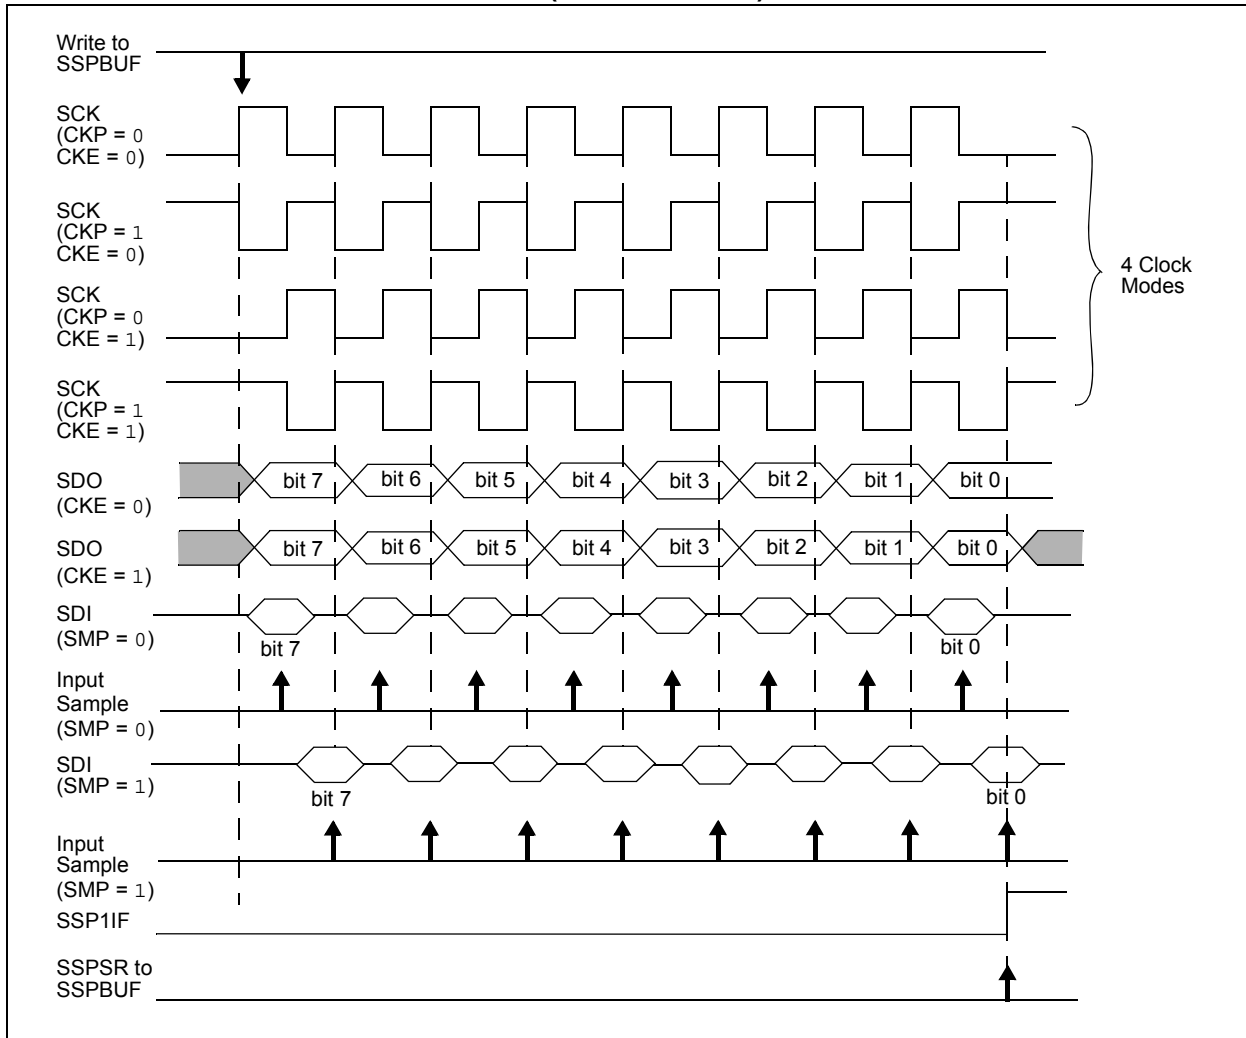 Write to
SSPBUF
SCK
(CKP = 0
CKE = 0)
SCK
(CKP = 1
CKE = 0)
SCK
(CKP = 0
CKE = 1)
SCK
(CKP = 1
CKE = 1)
4 Clock
Modes
SDO
(CKE = 0)
bit 7 bit 6 bit 5 bit 4 bit 3 bit 2 bit 1 bit 0
SDO
(CKE = 1)
bit 7 bit 6 bit 5 bit 4 bit 3 bit 2 bit 1 bit 0
SDI
(SMP = 0)
bit 7 bit 0
Input
Sample
(SMP = 0)
SDI
(SMP = 1)
bit 7 bit 0
Input
Sample
(SMP = 1)
SSP1IF
SSPSR to
SSPBUF